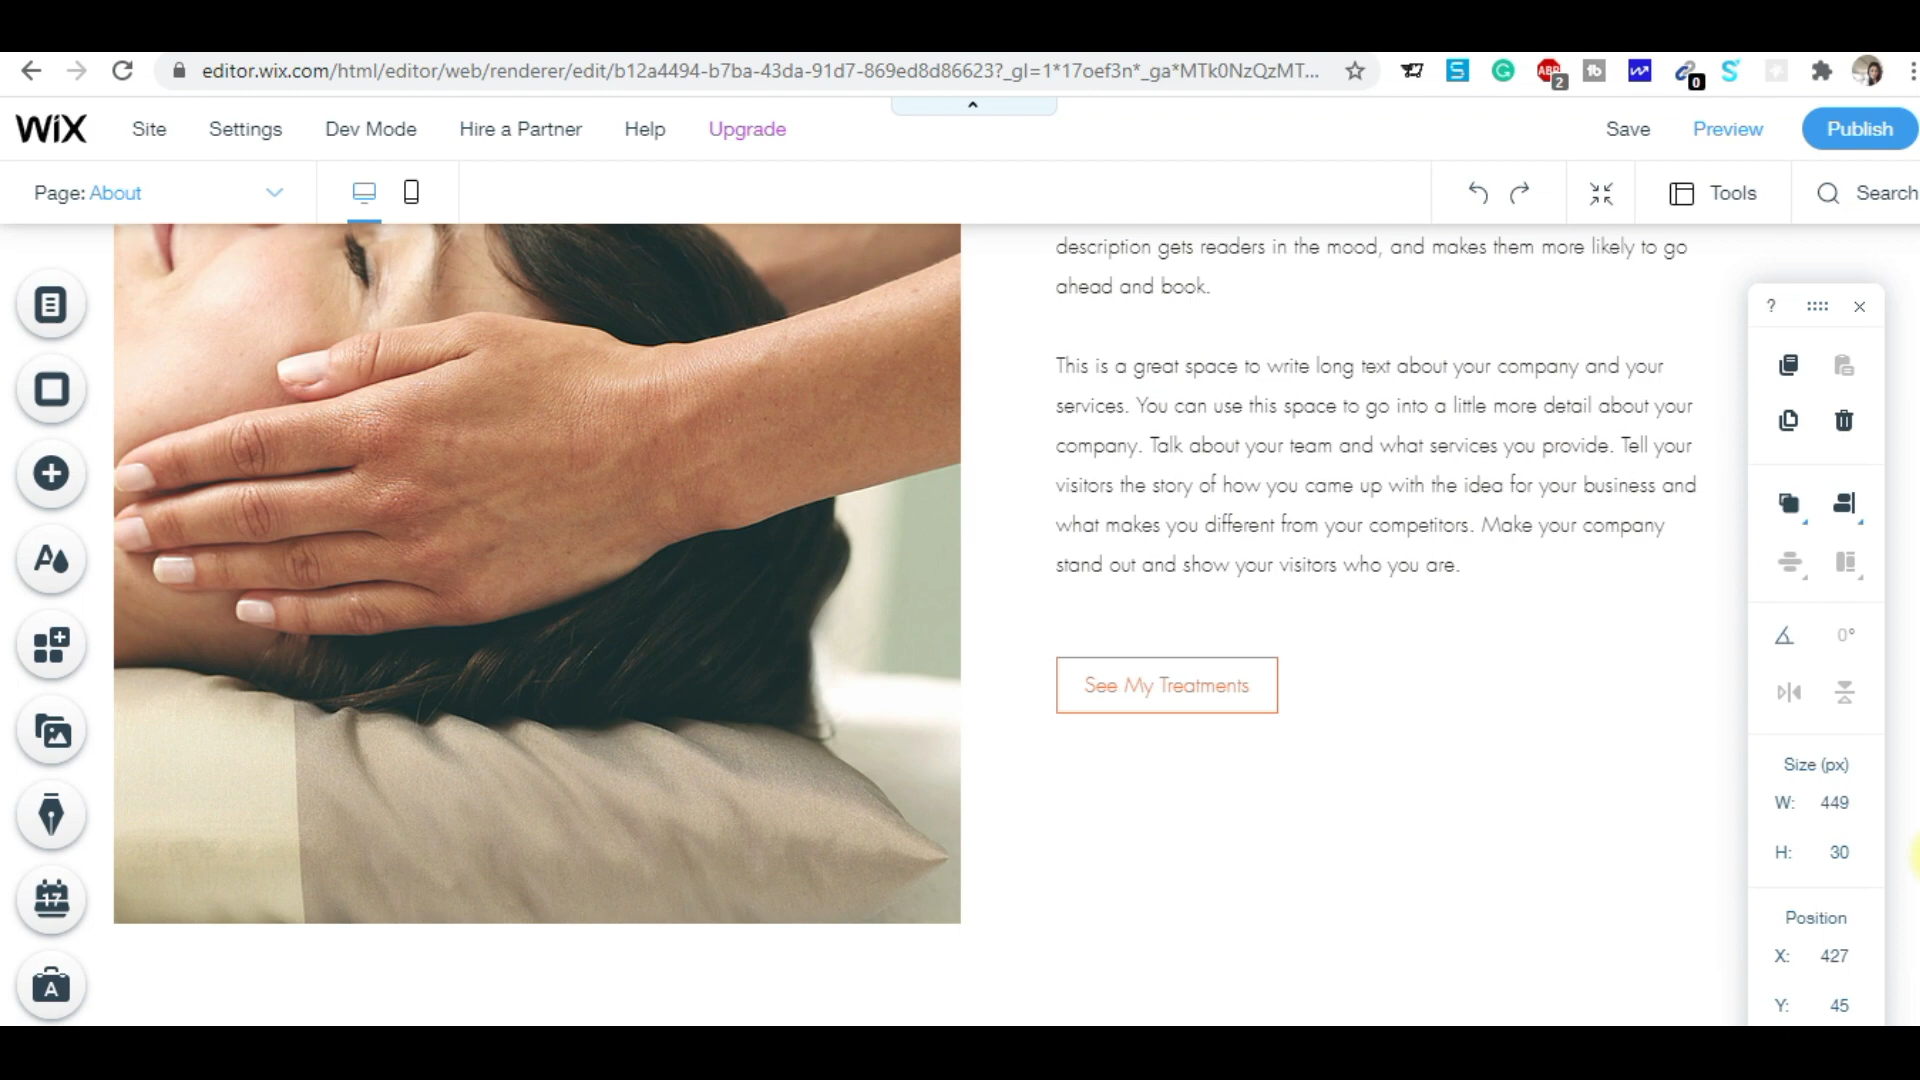 editor.wix.com/html/editor/web/renderer/edit/b12a4494-b7ba-43da-91d7-869ed8d86623?_gl=1*17oef3n*_ga*MTk0NzQzMT...
S
G
ABP
2
tb
0
S
WiX
Site
Settings
Dev Mode
Hire a Partner
Help
Upgrade
Save
Preview
Publish
Page: About
Tools
Search
description gets readers in the mood, and makes them more likely to go
ahead and book.
This is a great space to write long text about your company and your
services. You can use this space to go into a little more detail about your
company. Talk about your team and what services you provide. Tell your
visitors the story of how you came up with the idea for your business and
what makes you different from your competitors. Make your company
stand out and show your visitors who you are.
See My Treatments
?
0°
Size (px)
W: 449
H: 30
Position
X: 427
Y: 45
A
17
A